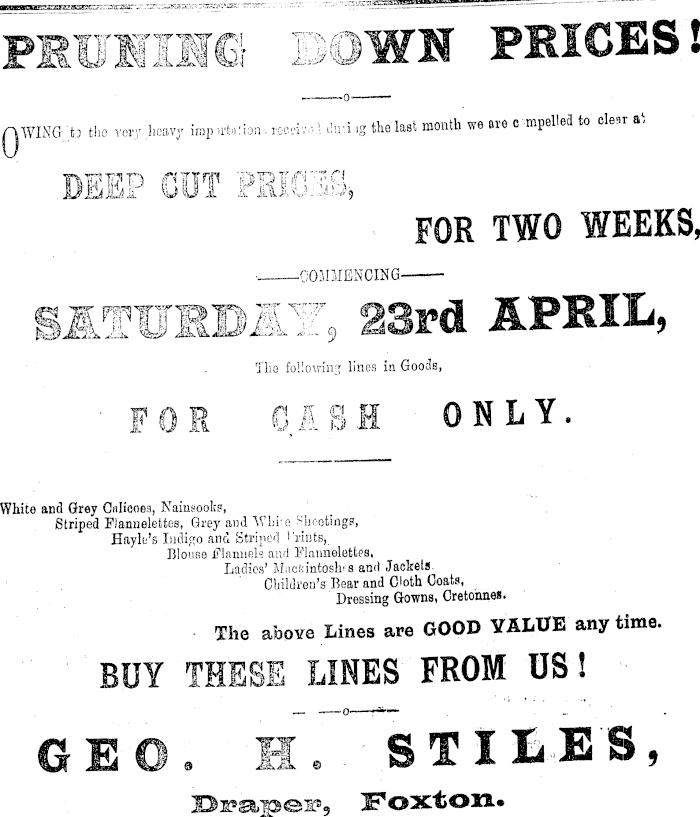 PRUNING DOWN PRICES!
OWING to the very heavy importations received during the last month we are compelled to clear at
DEEP CUT PRICES,
FOR TWO WEEKS,
COMMENCING
SATURDAY, 23rd APRIL,
The following lines in Goods,
FOR CASH ONLY.
White and Grey Calicoes, Nainsooks,
Striped Flannelettes, Grey and White Sheetings,
Hayle's Indigo and Striped Prints,
Blouse Flannels and Flannelettes,
Ladies' Mackintoshes and Jackets.
Children's Bear and Cloth Coats,
Dressing Gowns, Cretonnes.
The above Lines are GOOD VALUE any time.
BUY THESE LINES FROM US!
GEO. H. STILES,
Draper, Foxton.